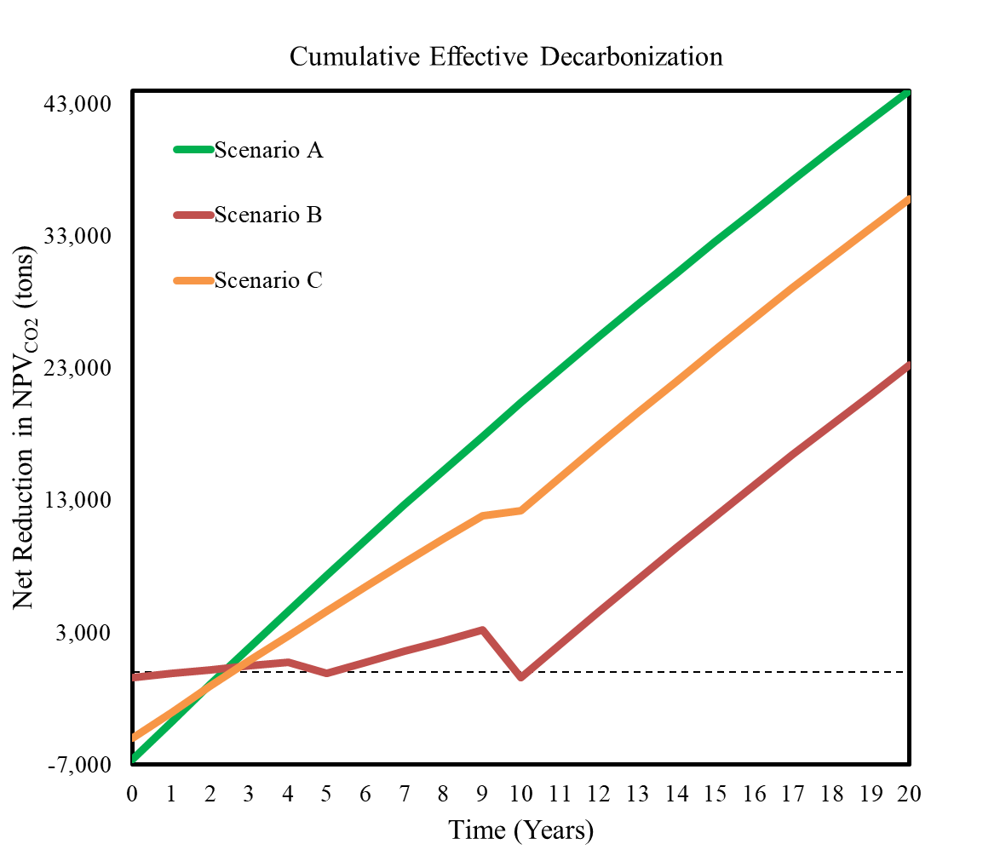 Cumulative Effective Decarbonization
Net Reduction in NPVCO2 (tons)
43,000
33,000
23,000
13,000
3,000
-7,000
Scenario A
Scenario B
Scenario C
0 1 2 3 4 5 6 7 8 9 10 11 12 13 14 15 16 17 18 19 20
Time (Years)